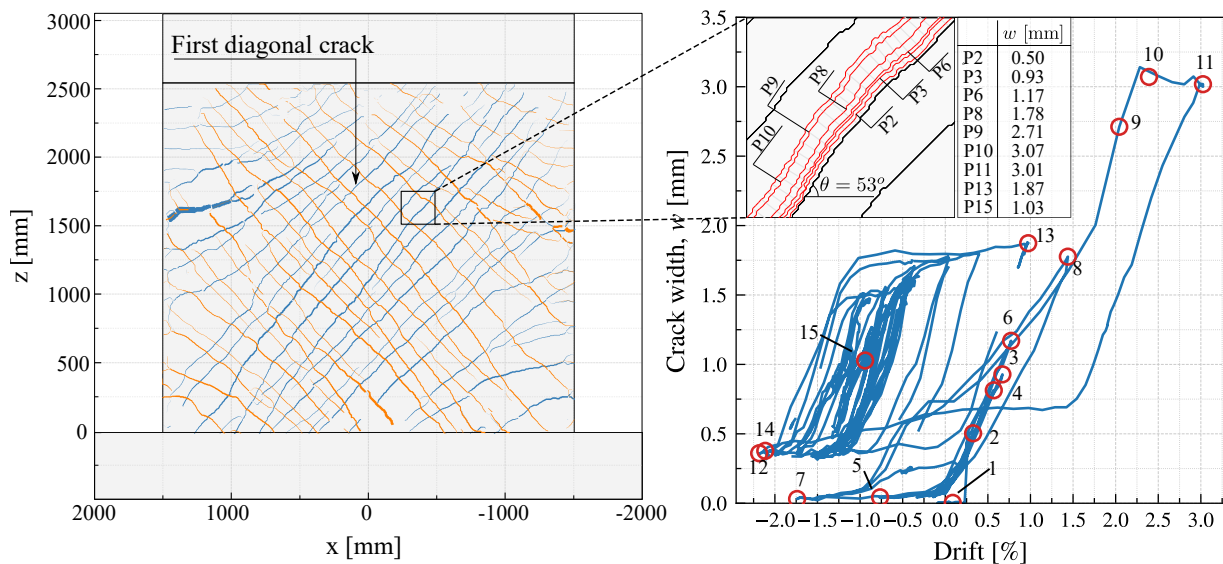 First diagonal crack
3000
2500
2000
1500
1000
500
0
z [mm]
2000
1000
0
-1000
-2000
x [mm]
3.5
3.0
2.5
2.0
1.5
1.0
0.5
0.0
Crack width, w [mm]
−2.0
−1.5
−1.0
−0.5
0.0
0.5
1.0
1.5
2.0
2.5
3.0
Drift [%]
P9
P8
P6
P3
P2
P10
θ = 53°
w [mm]
P2 0.50
P3 0.93
P6 1.17
P8 1.78
P9 2.71
P10 3.07
P11 3.01
P13 1.87
P15 1.03
10
11
9
13
8
6
3
4
15
2
14
12
7
5
1